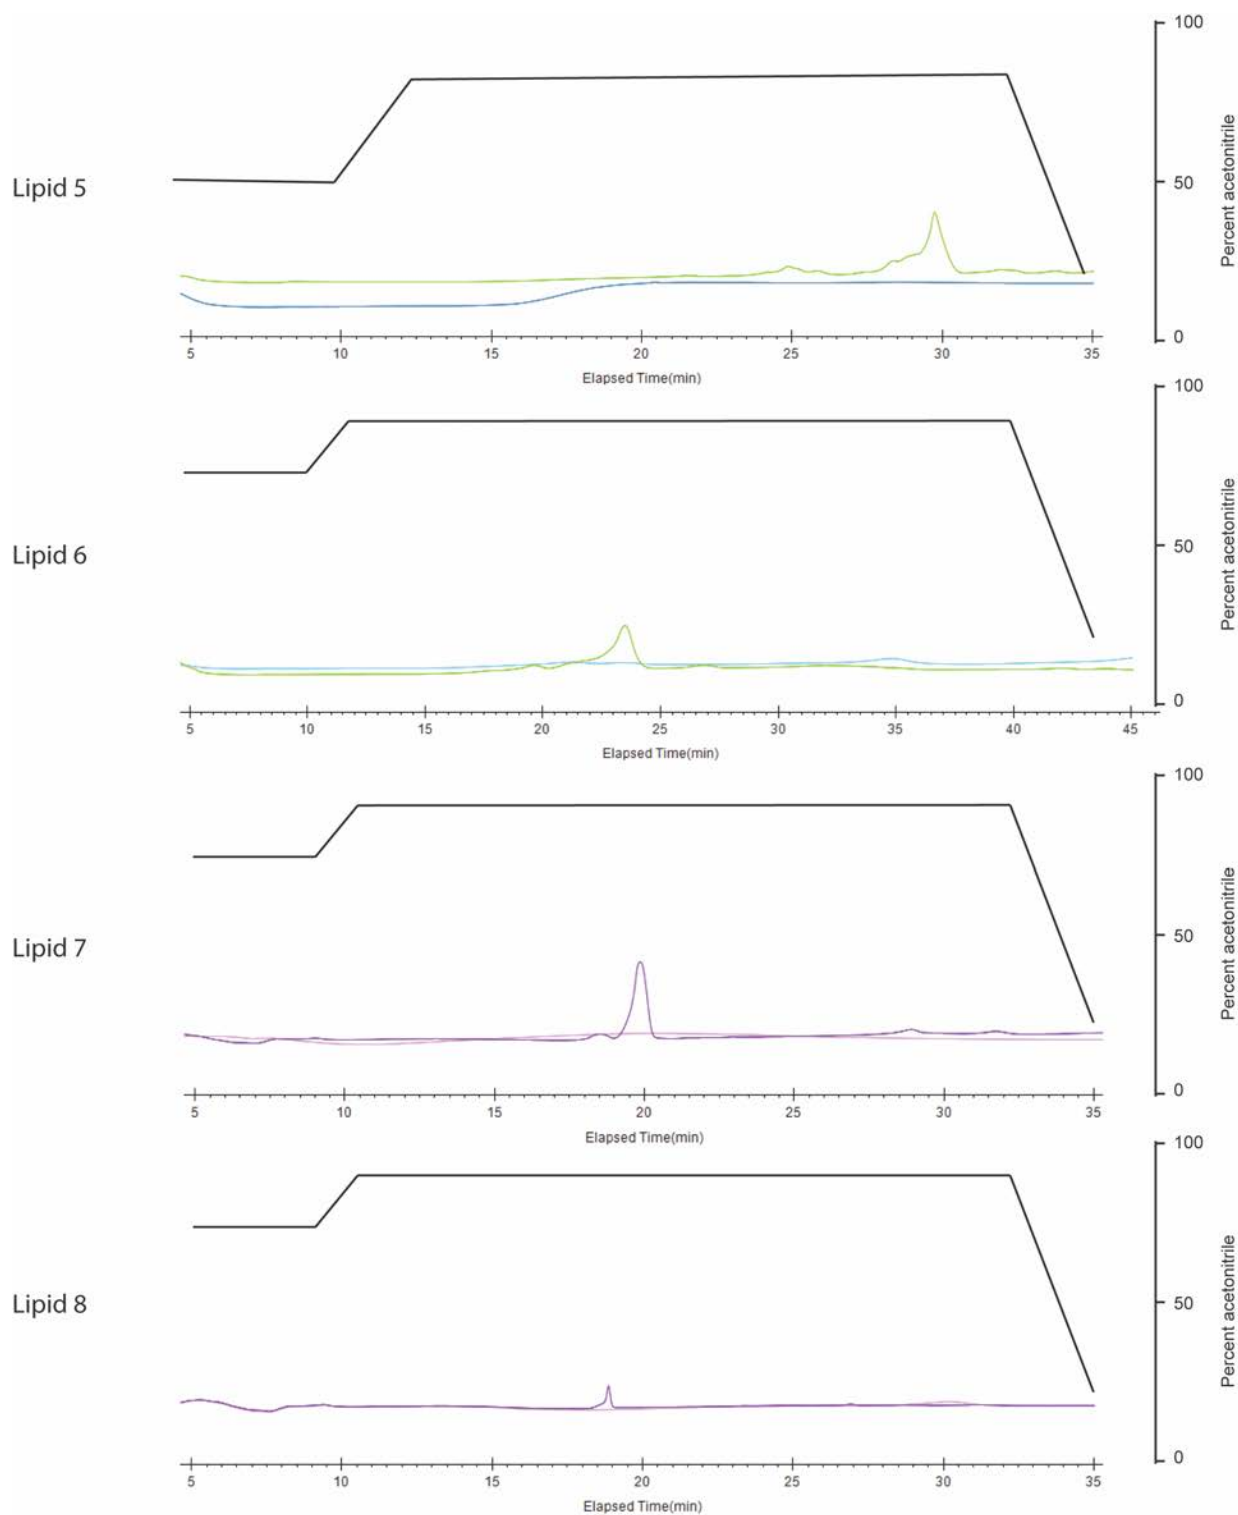 100
Percent acetonitrile
Lipid 5
50
0
5 10 15 20 25 30 35
Elapsed Time(min)
100
Percent acetonitrile
Lipid 6
50
0
5 10 15 20 25 30 35 40 45
Elapsed Time(min)
100
Percent acetonitrile
Lipid 7
50
0
5 10 15 20 25 30 35
Elapsed Time(min)
100
Percent acetonitrile
Lipid 8
50
0
5 10 15 20 25 30 35
Elapsed Time(min)